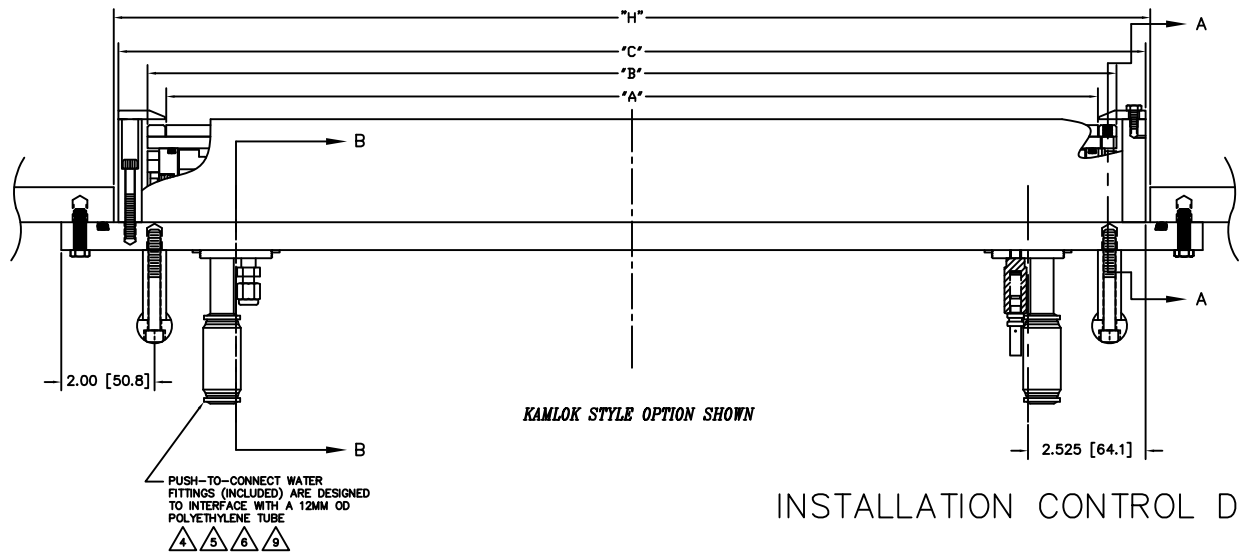 "H"
A
"C"
"B"
"A"
B
A
2.00 [50.8]
KAMLOK STYLE OPTION SHOWN
B
2.525 [64.1]
PUSH-TO-CONNECT WATER
FITTINGS (INCLUDED) ARE DESIGNED
TO INTERFACE WITH A 12MM OD
POLYETHYLENE TUBE
4 5 6 9
INSTALLATION CONTROL D